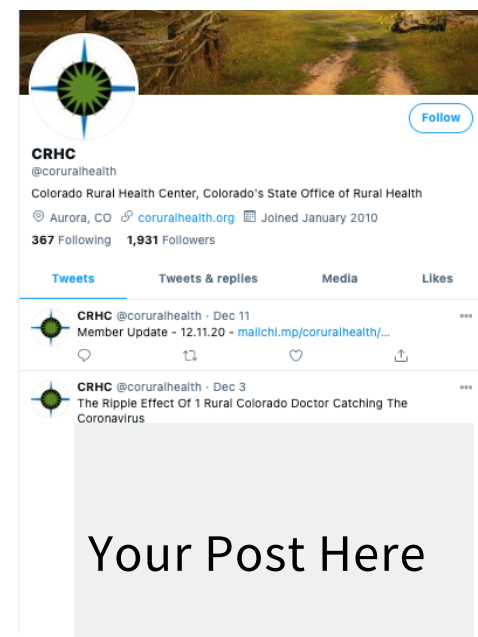 Follow
CRHC
@coruralhealth
Colorado Rural Health Center, Colorado's State Office of Rural Health
Aurora, CO coruralhealth.org Joined January 2010
367 Following 1,931 Followers
Tweets Tweets & replies Media Likes
CRHC @coruralhealth · Dec 11
Member Update - 12.11.20 - mailchi.mp/coruralhealth/...
CRHC @coruralhealth · Dec 3
The Ripple Effect Of 1 Rural Colorado Doctor Catching The
Coronavirus
Your Post Here